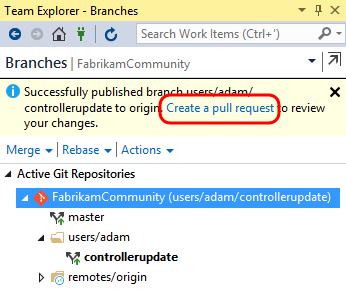 Team Explorer - Branches
Search Work Items (Ctrl+')
Branches | FabrikamCommunity
Successfully published branch users/adam/
controllerupdate to origin. Create a pull request to review
your changes.
Merge Rebase Actions
Active Git Repositories
FabrikamCommunity (users/adam/controllerupdate)
master
users/adam
controllerupdate
remotes/origin